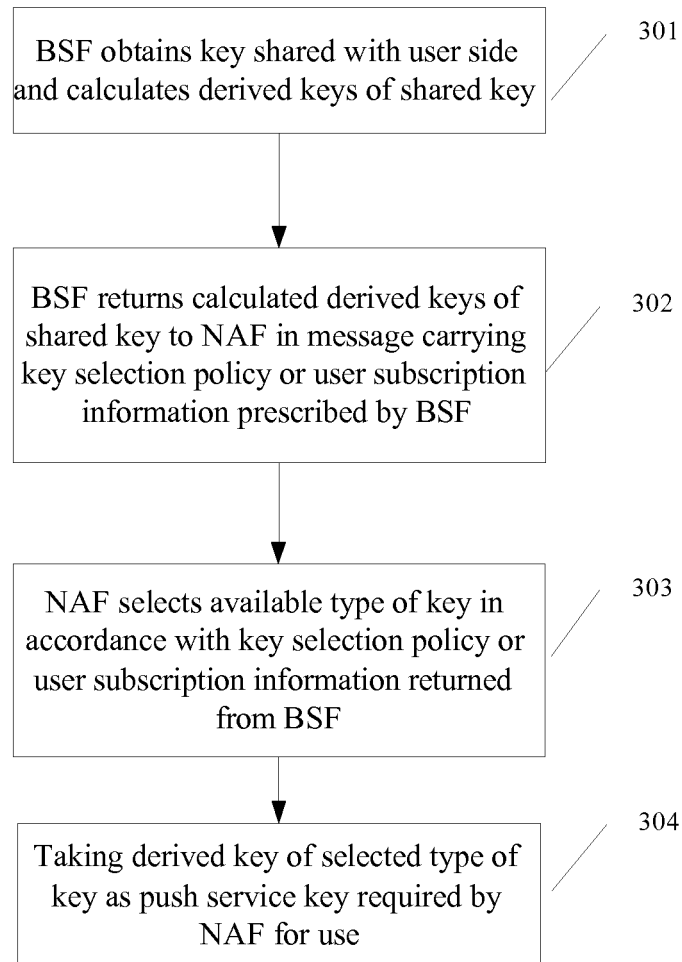 BSF obtains key shared with user side
and calculates derived keys of shared key
301
BSF returns calculated derived keys of
shared key to NAF in message carrying
key selection policy or user subscription
information prescribed by BSF
302
NAF selects available type of key in
accordance with key selection policy or
user subscription information returned
from BSF
303
Taking derived key of selected type of
key as push service key required by
NAF for use
304